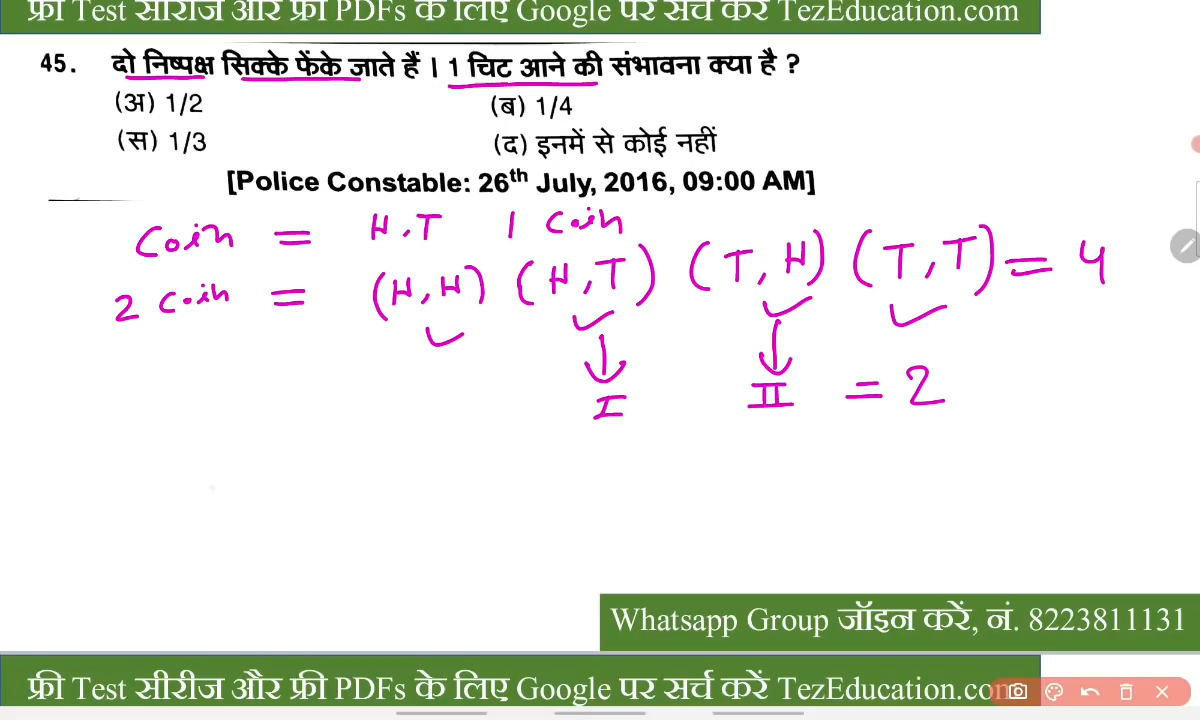 फ्री Test सीरीज और फ्री PDFs के लिए Google पर सर्च करें TezEducation.com
45. दो निष्पक्ष सिक्के फेंके जाते हैं । 1 चिट आने की संभावना क्या है ?
(अ) 1/2 (ब) 1/4
(स) 1/3 (द) इनमें से कोई नहीं
[Police Constable: 26th July, 2016, 09:00 AM]
Coin = H,T 1 Coin
2 Coin = (H,H) (H,T) (T,H) (T,T) = 4
I II = 2
Whatsapp Group जॉइन करें, नं. 8223811131
फ्री Test सीरीज और फ्री PDFs के लिए Google पर सर्च करें TezEducation.com